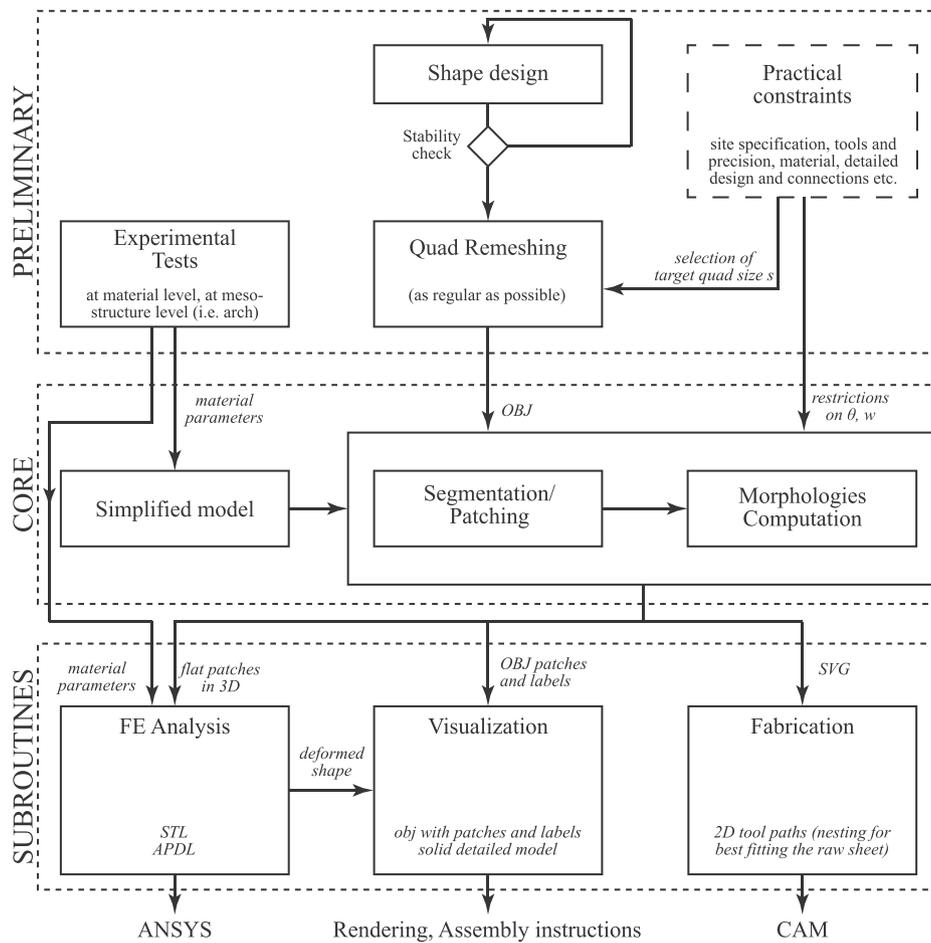 PRELIMINARY
Shape design
Stability
check
Practical
constraints
site specification, tools and
precision, material, detailed
design and connections etc.
Experimental
Tests
at material level, at meso-
structure level (i.e. arch)
Quad Remeshing
(as regular as possible)
selection of
target quad size s
CORE
material
parameters
OBJ
restrictions
on θ, w
Simplified model
Segmentation/
Patching
Morphologies
Computation
SUBROUTINES
material
parameters
flat patches
in 3D
OBJ patches
and labels
SVG
FE Analysis
STL
APDL
deformed
shape
Visualization
obj with patches and labels
solid detailed model
Fabrication
2D tool paths (nesting for
best fitting the raw sheet)
ANSYS
Rendering, Assembly instructions
CAM